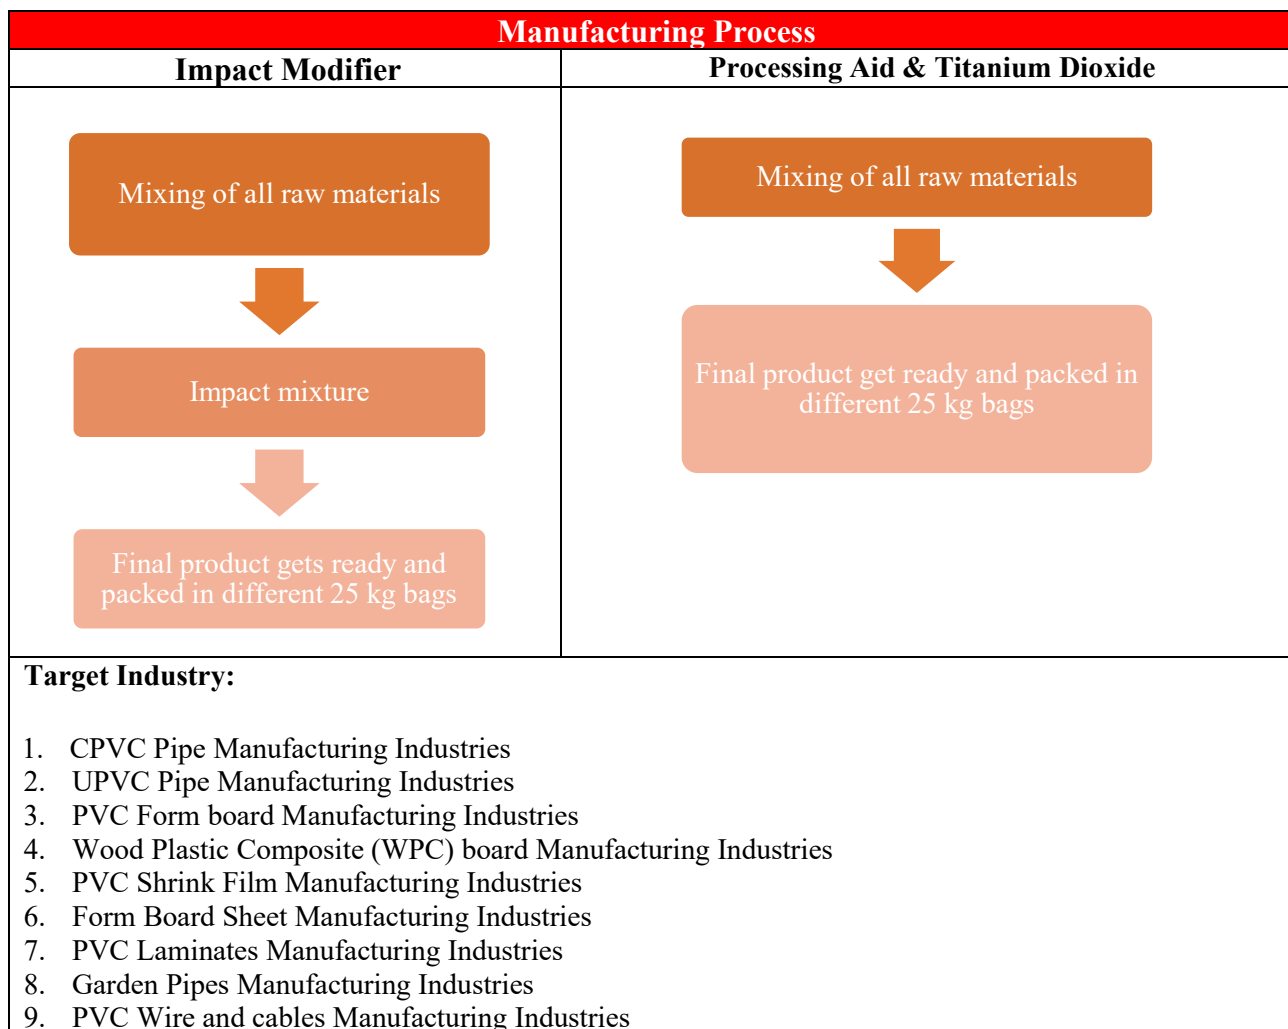 Manufacturing Process
Impact Modifier
Processing Aid & Titanium Dioxide
Mixing of all raw materials
Impact mixture
Final product gets ready and
packed in different 25 kg bags
Mixing of all raw materials
Final product get ready and packed in
different 25 kg bags
Target Industry:
1. CPVC Pipe Manufacturing Industries
2. UPVC Pipe Manufacturing Industries
3. PVC Form board Manufacturing Industries
4. Wood Plastic Composite (WPC) board Manufacturing Industries
5. PVC Shrink Film Manufacturing Industries
6. Form Board Sheet Manufacturing Industries
7. PVC Laminates Manufacturing Industries
8. Garden Pipes Manufacturing Industries
9. PVC Wire and cables Manufacturing Industries